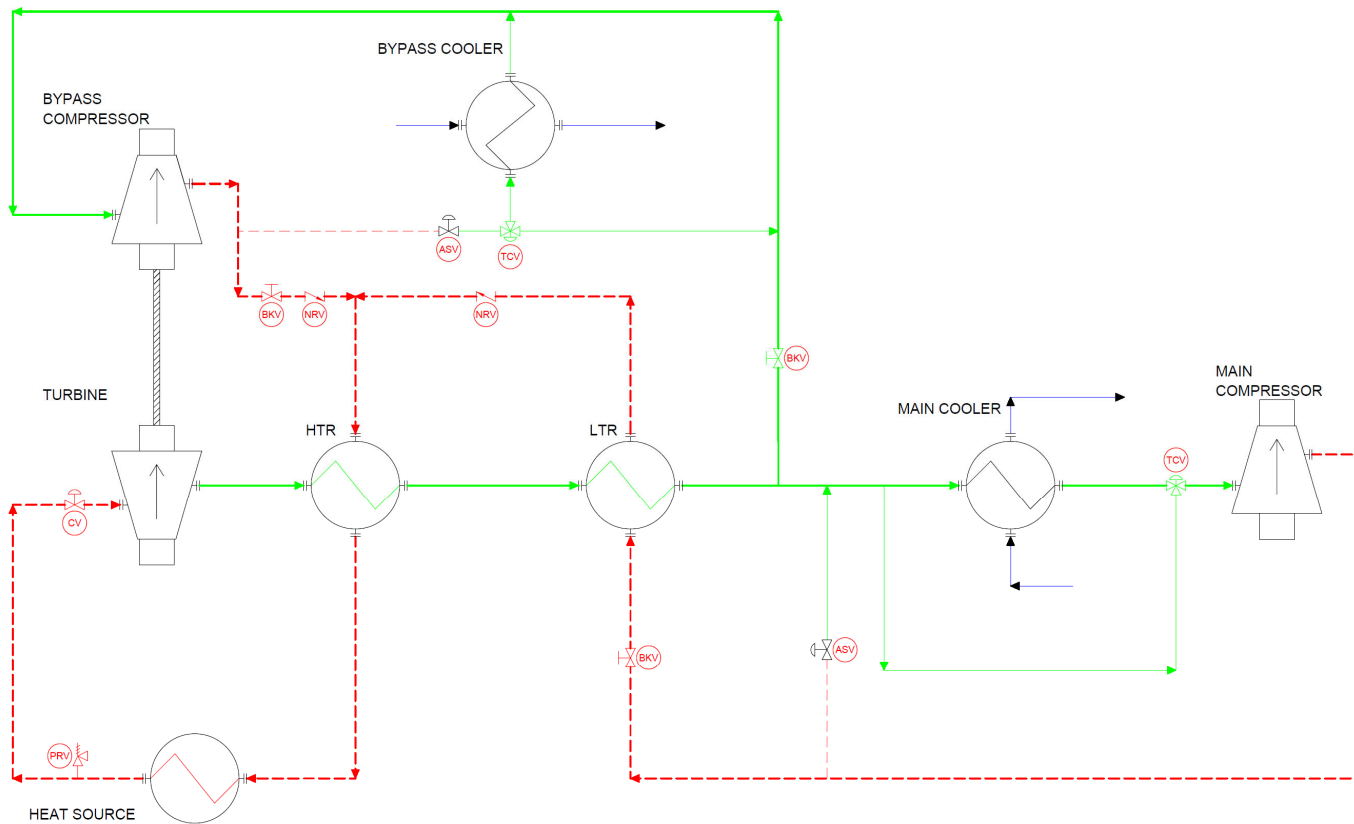 BYPASS COOLER
BYPASS
COMPRESSOR
ASV
TCV
BKV
NRV
NRV
BKV
MAIN
COMPRESSOR
TURBINE
MAIN COOLER
HTR
LTR
TCV
CV
ASV
BKV
PRV
HEAT SOURCE